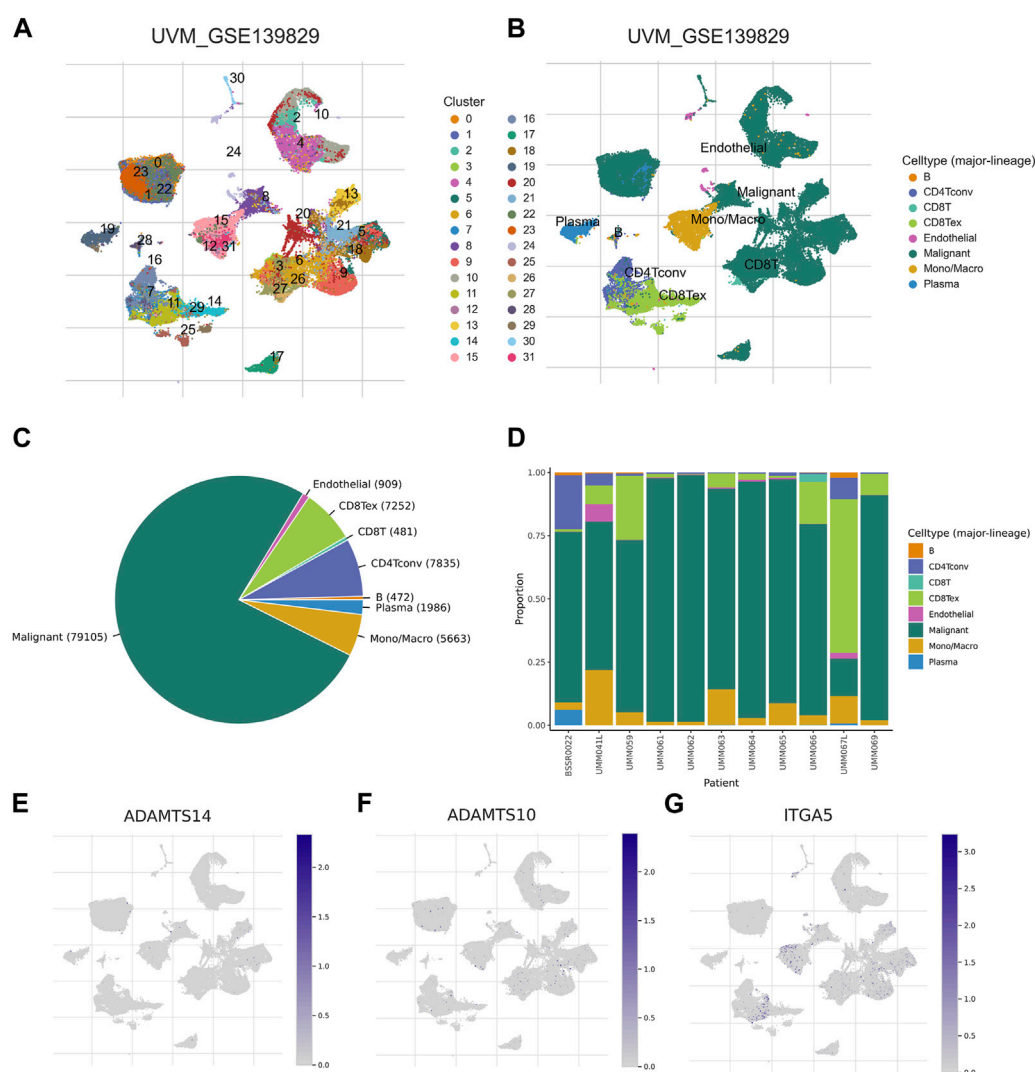 A
UVM_GSE139829
30
10
2
4
24
0
23
1
22
8
13
15
20
12
31
21
5
18
19
28
16
3
6
26
27
9
7
11
29
14
25
17
Cluster
0
1
2
3
4
5
6
7
8
9
10
11
12
13
14
15
16
17
18
19
20
21
22
23
24
25
26
27
28
29
30
31
B
UVM_GSE139829
Endothelial
Malignant
Mono/Macro
Plasma
B
CD8T
CD4Tconv
CD8Tex
Celltype (major-lineage)
B
CD4Tconv
CD8T
CD8Tex
Endothelial
Malignant
Mono/Macro
Plasma
C
Endothelial (909)
CD8Tex (7252)
CD8T (481)
CD4Tconv (7835)
B (472)
Plasma (1986)
Mono/Macro (5663)
Malignant (79105)
D
1.00
0.75
0.50
0.25
0.00
Proportion
BSSR0022
UMM041L
UMM059
UMM061
UMM062
UMM063
UMM064
UMM065
UMM066
UMM067L
UMM069
Patient
Celltype (major-lineage)
B
CD4Tconv
CD8T
CD8Tex
Endothelial
Malignant
Mono/Macro
Plasma
E
ADAMTS14
2.0
1.5
1.0
0.5
0.0
F
ADAMTS10
2.0
1.5
1.0
0.5
0.0
G
ITGA5
3.0
2.5
2.0
1.5
1.0
0.5
0.0